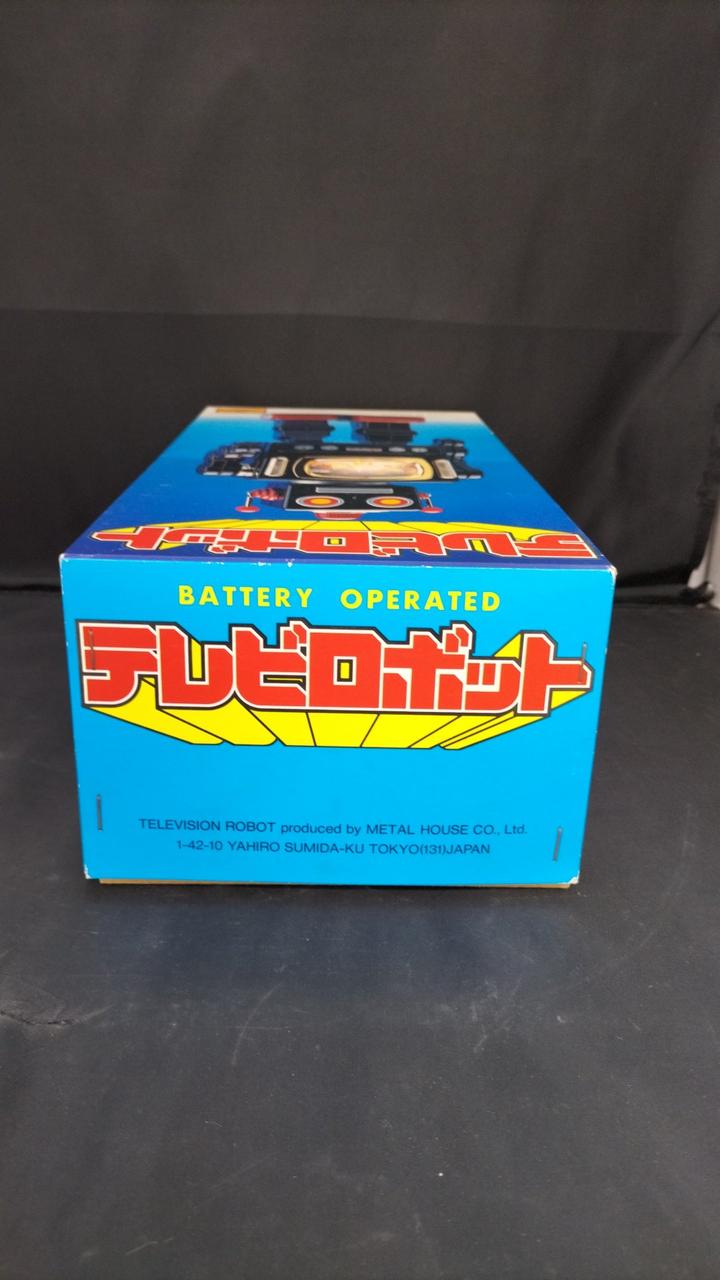 テレビロボット
BATTERY OPERATED
テレビロボット
TELEVISION ROBOT produced by METAL HOUSE CO., Ltd.
1-42-10 YAHIRO SUMIDA-KU TOKYO(131)JAPAN